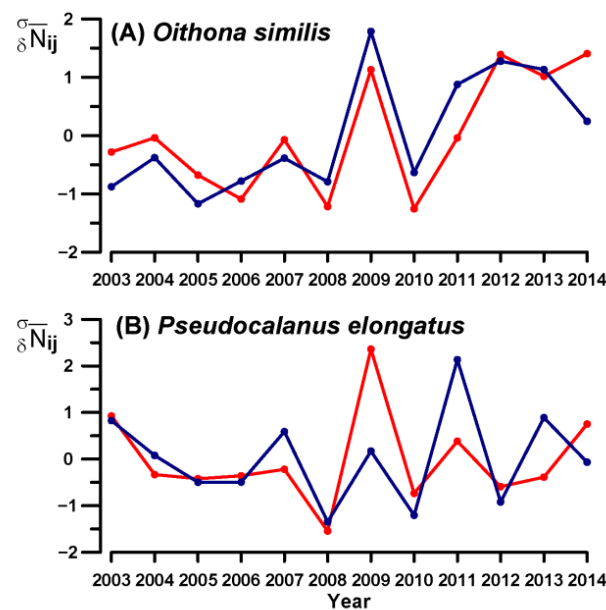 (A) Oithona similis
σ
δ N̅ij
2
1
0
−1
−2
2003 2004 2005 2006 2007 2008 2009 2010 2011 2012 2013 2014
(B) Pseudocalanus elongatus
σ
δ N̅ij
3
2
1
0
−1
−2
2003 2004 2005 2006 2007 2008 2009 2010 2011 2012 2013 2014
Year